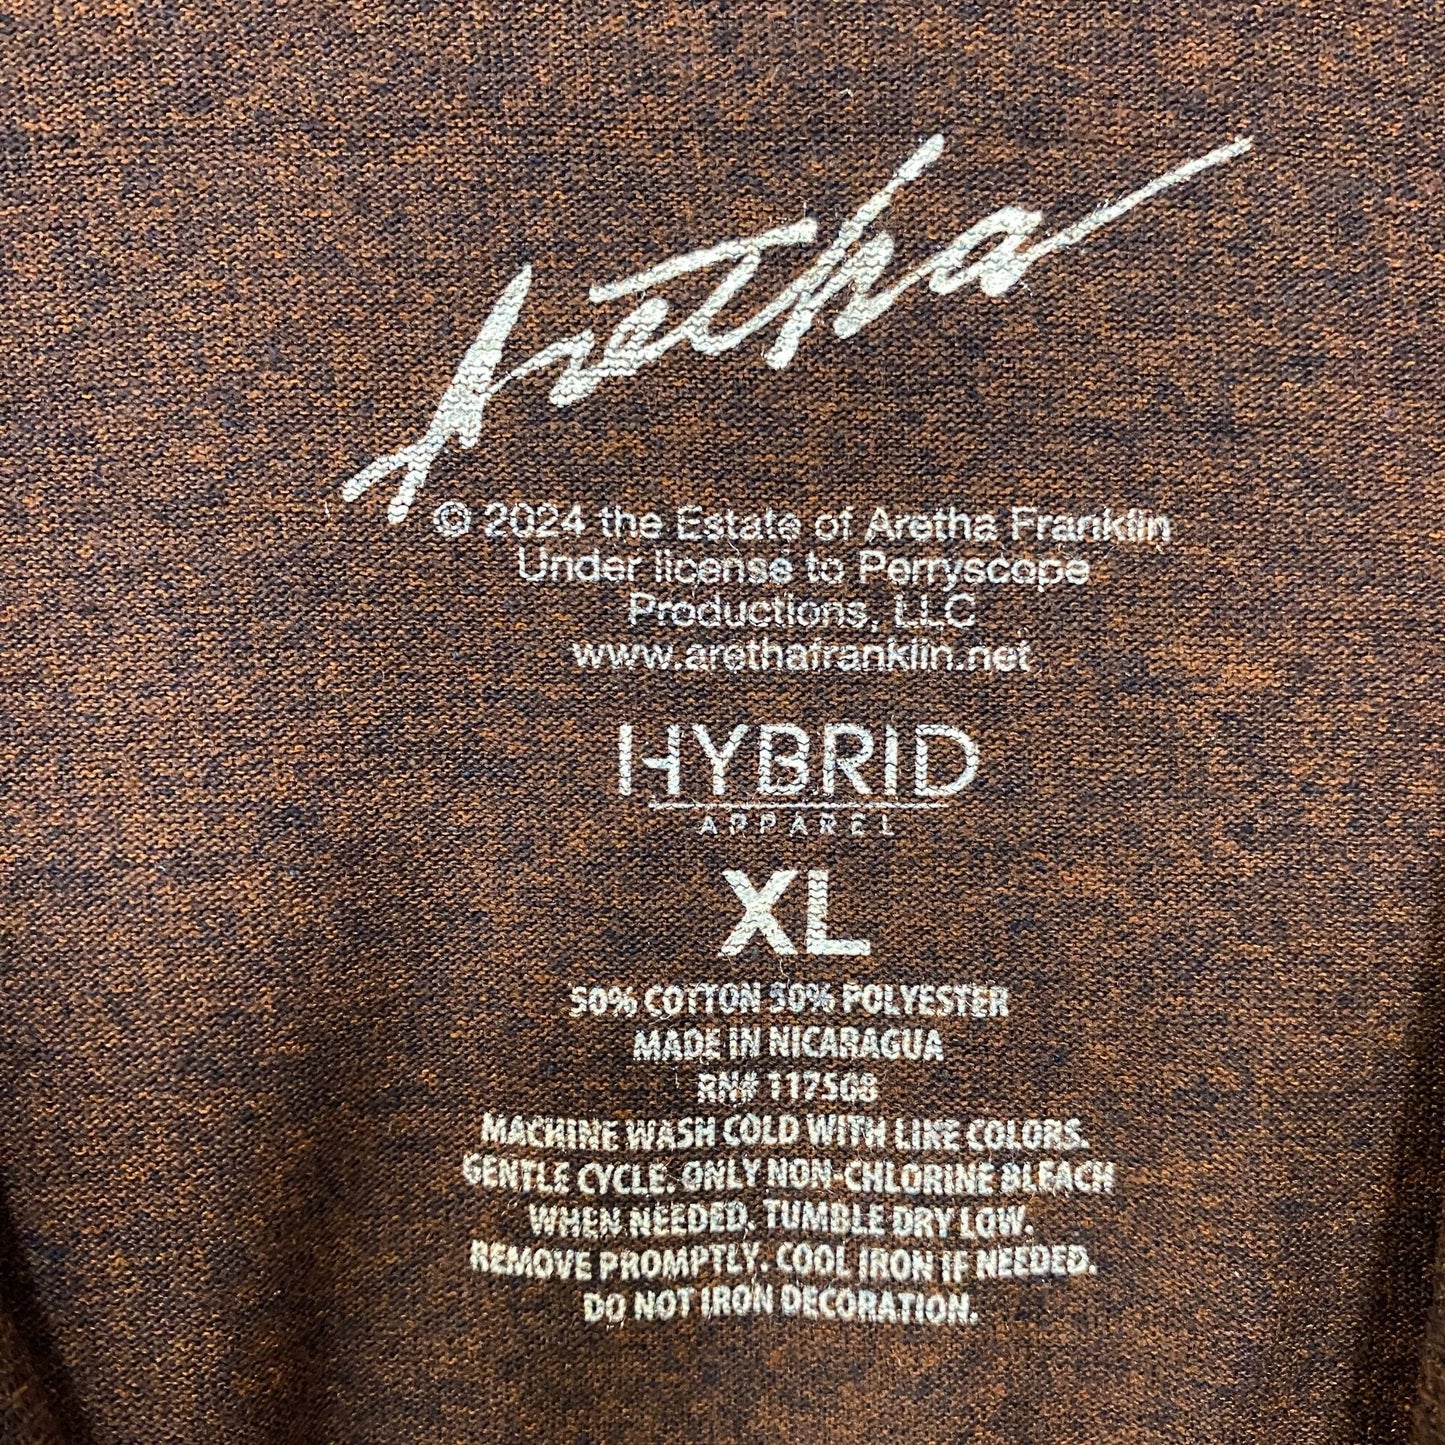 Aretha
© 2024 the Estate of Aretha Franklin
Under license to Perryscope
Productions, LLC
www.arethafranklin.net
HYBRID
APPAREL
XL
50% COTTON 50% POLYESTER
MADE IN NICARAGUA
RN# 117508
MACHINE WASH COLD WITH LIKE COLORS.
GENTLE CYCLE. ONLY NON-CHLORINE BLEACH
WHEN NEEDED. TUMBLE DRY LOW.
REMOVE PROMPTLY. COOL IRON IF NEEDED.
DO NOT IRON DECORATION.